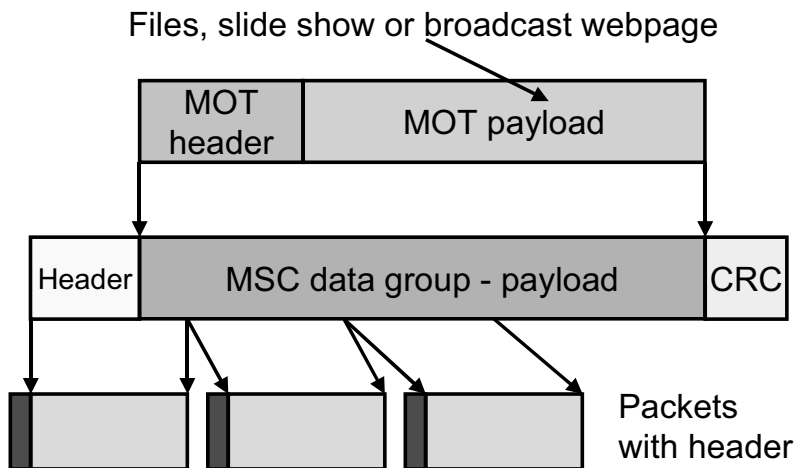 Files, slide show or broadcast webpage
MOT
header
MOT payload
Header
MSC data group - payload
CRC
Packets
with header